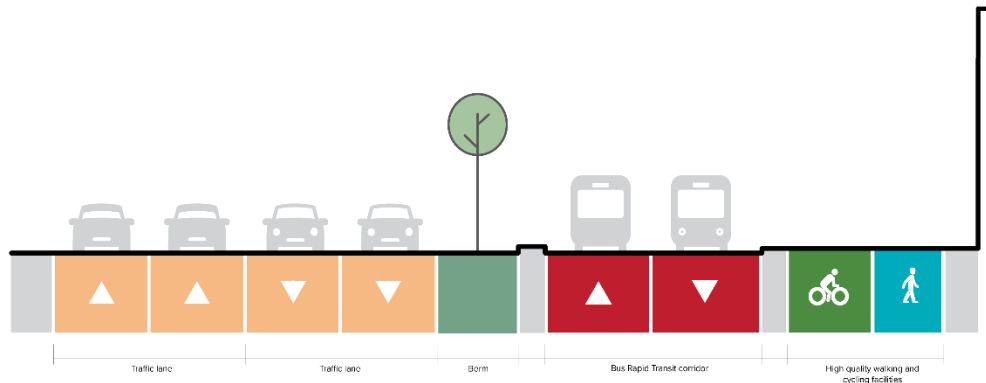 Traffic lane
Traffic lane
Berm
Bus Rapid Transit corridor
High quality walking and
cycling facilities